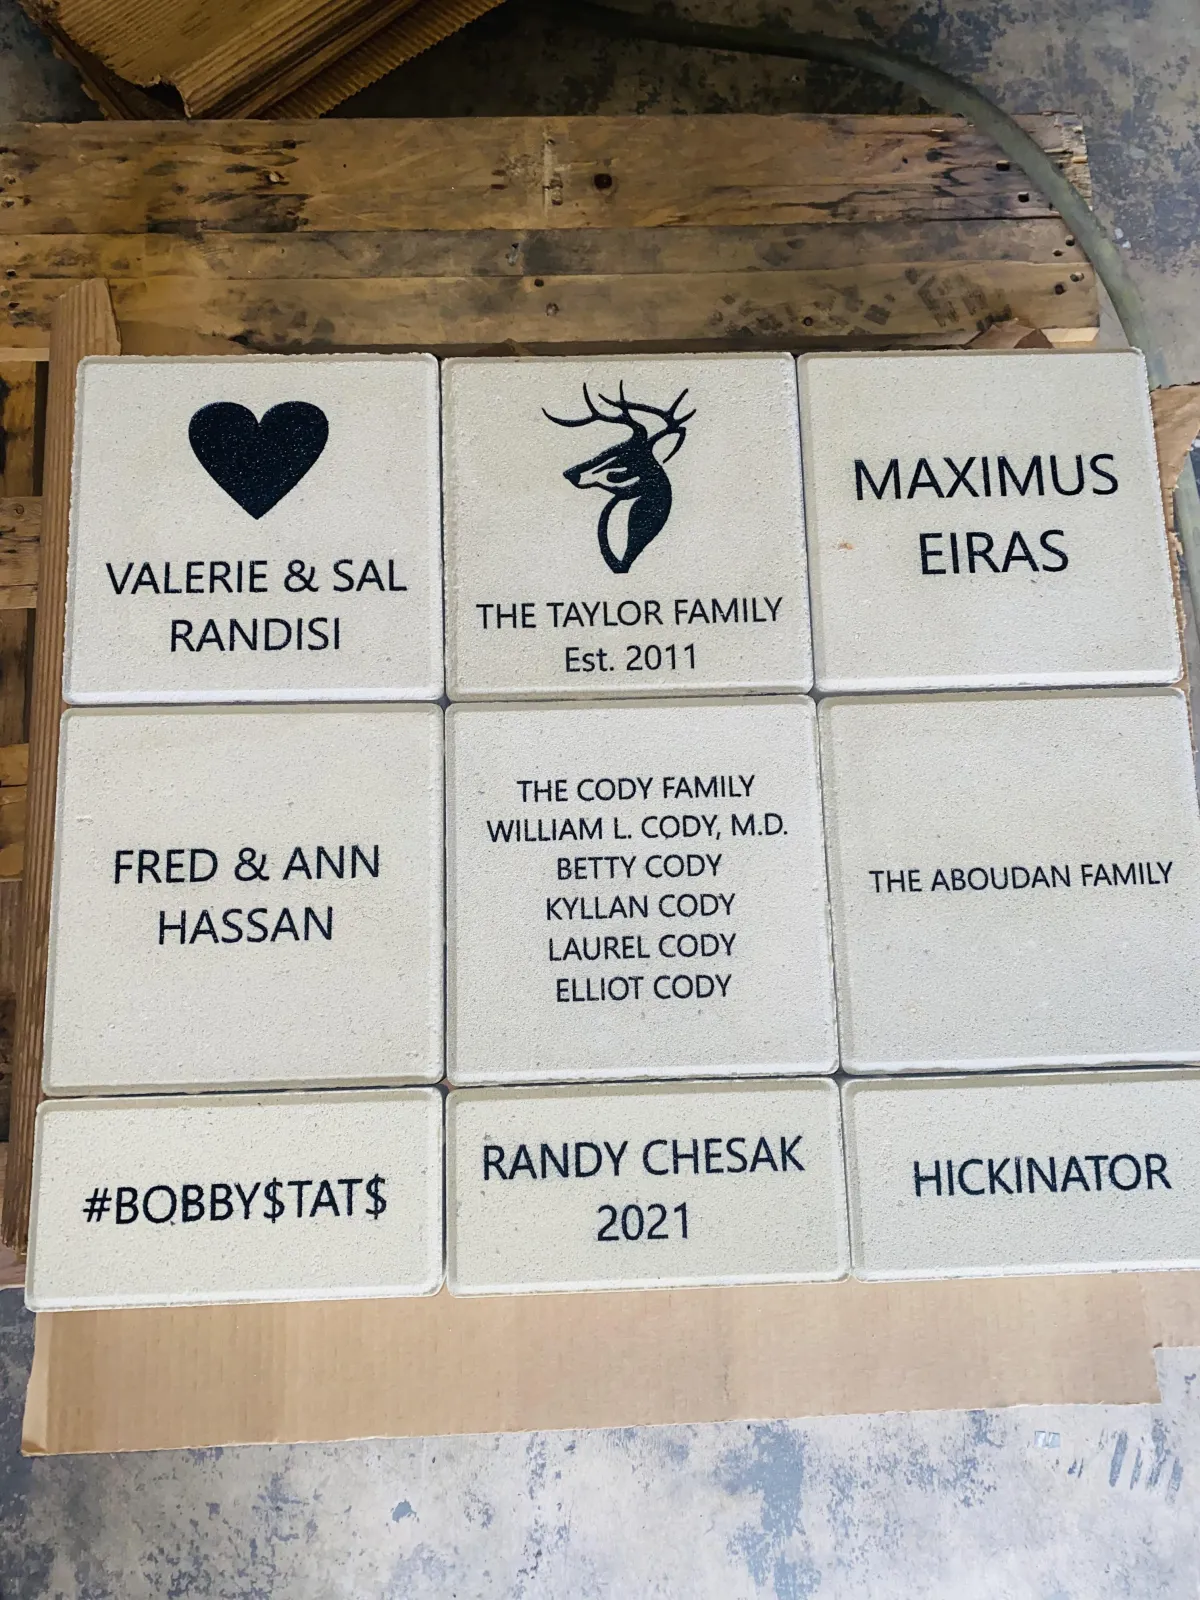 VALERIE & SAL
RANDISI
THE TAYLOR FAMILY
Est. 2011
MAXIMUS
EIRAS
FRED & ANN
HASSAN
THE CODY FAMILY
WILLIAM L. CODY, M.D.
BETTY CODY
KYLLAN CODY
LAUREL CODY
ELLIOT CODY
THE ABOUDAN FAMILY
#BOBBY$TAT$
RANDY CHESAK
2021
HICKINATOR